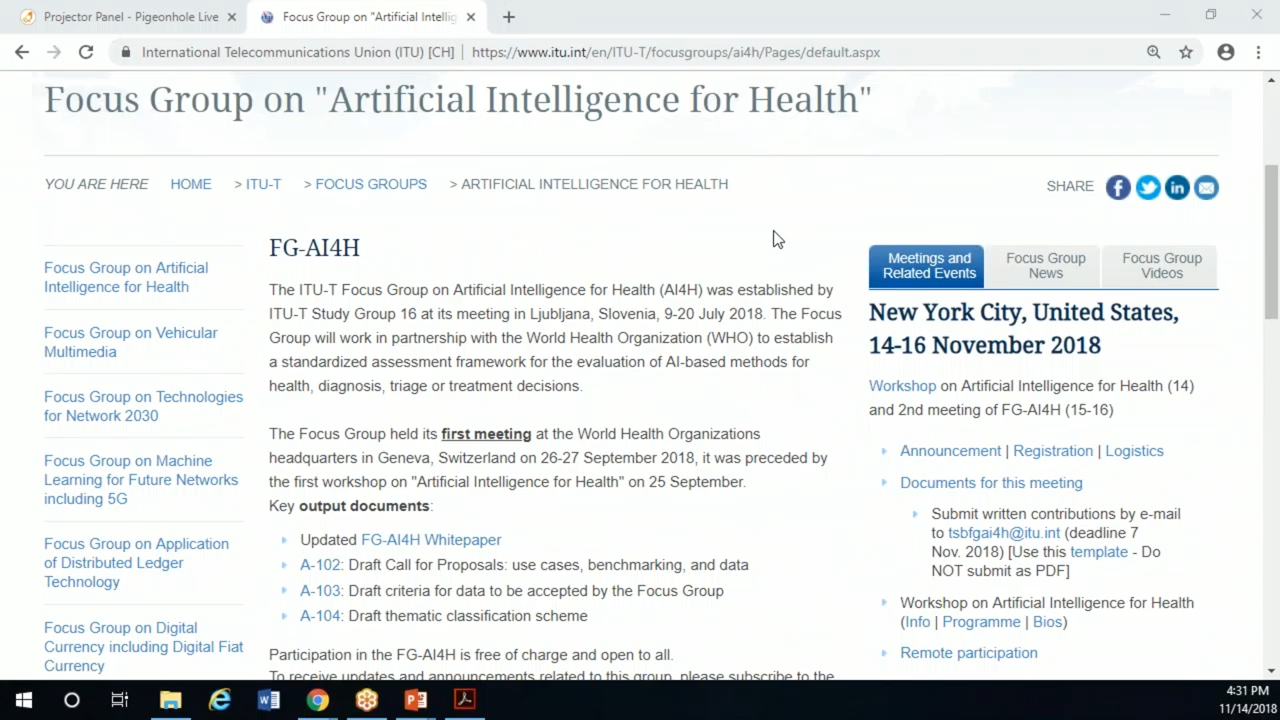 Projector Panel - Pigeonhole Live
Focus Group on "Artificial Intellig
International Telecommunications Union (ITU) [CH] | https://www.itu.int/en/ITU-T/focusgroups/ai4h/Pages/default.aspx
Focus Group on "Artificial Intelligence for Health"
YOU ARE HERE HOME > ITU-T > FOCUS GROUPS > ARTIFICIAL INTELLIGENCE FOR HEALTH
SHARE
Focus Group on Artificial
Intelligence for Health
Focus Group on Vehicular
Multimedia
Focus Group on Technologies
for Network 2030
Focus Group on Machine
Learning for Future Networks
including 5G
Focus Group on Application
of Distributed Ledger
Technology
Focus Group on Digital
Currency including Digital Fiat
Currency
FG-AI4H
The ITU-T Focus Group on Artificial Intelligence for Health (AI4H) was established by
ITU-T Study Group 16 at its meeting in Ljubljana, Slovenia, 9-20 July 2018. The Focus
Group will work in partnership with the World Health Organization (WHO) to establish
a standardized assessment framework for the evaluation of AI-based methods for
health, diagnosis, triage or treatment decisions.
The Focus Group held its first meeting at the World Health Organizations
headquarters in Geneva, Switzerland on 26-27 September 2018, it was preceded by
the first workshop on "Artificial Intelligence for Health" on 25 September.
Key output documents:
Updated FG-AI4H Whitepaper
A-102: Draft Call for Proposals: use cases, benchmarking, and data
A-103: Draft criteria for data to be accepted by the Focus Group
A-104: Draft thematic classification scheme
Participation in the FG-AI4H is free of charge and open to all.
To receive updates and announcements related to this group, please subscribe to the
Meetings and
Related Events
Focus Group
News
Focus Group
Videos
New York City, United States,
14-16 November 2018
Workshop on Artificial Intelligence for Health (14)
and 2nd meeting of FG-AI4H (15-16)
Announcement | Registration | Logistics
Documents for this meeting
Submit written contributions by e-mail
to tsbfgai4h@itu.int (deadline 7
Nov. 2018) [Use this template - Do
NOT submit as PDF]
Workshop on Artificial Intelligence for Health
(Info | Programme | Bios)
Remote participation
4:31 PM
11/14/2018